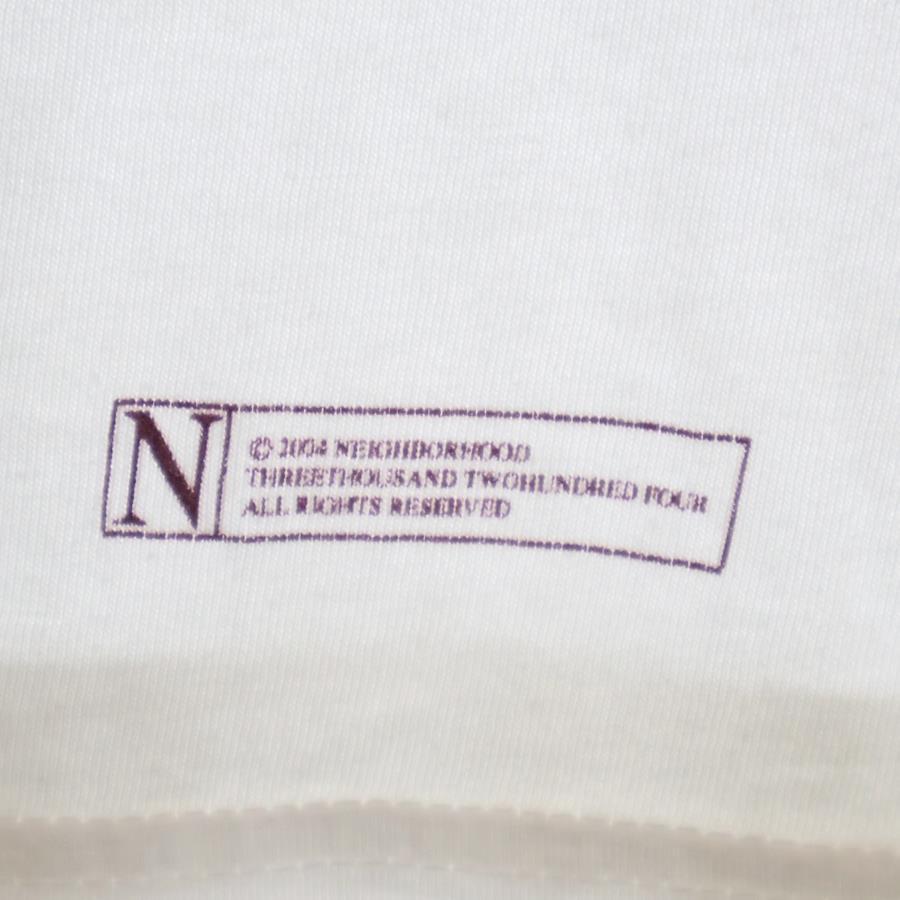 N
© 2004 NEIGHBORHOOD
THREETHOUSAND TWOHUNDRED FOUR
ALL RIGHTS RESERVED